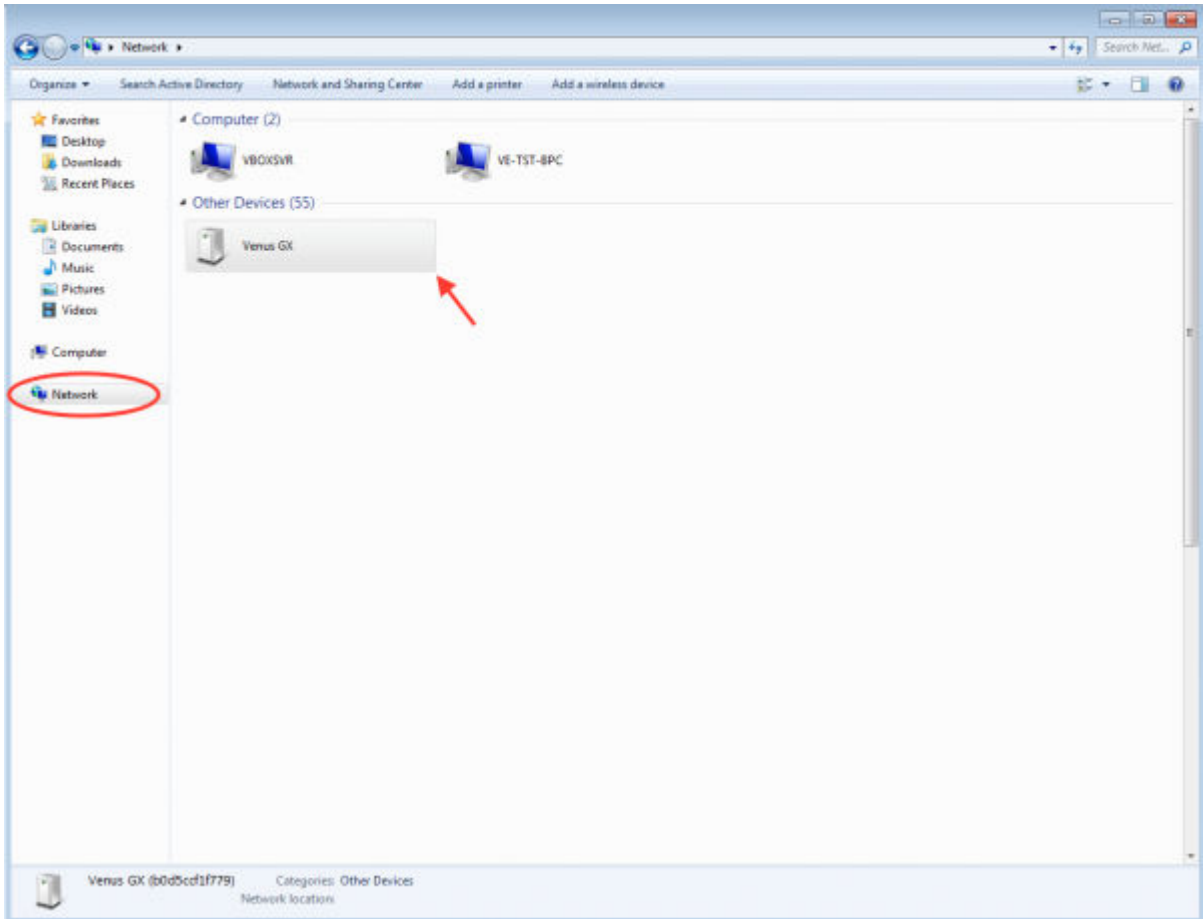 Network
Search Net...
Organize
Search Active Directory
Network and Sharing Center
Add a printer
Add a wireless device
Favorites
Desktop
Downloads
Recent Places
Libraries
Documents
Music
Pictures
Videos
Computer
Network
Computer (2)
VBOXSVR
VE-TST-8PC
Other Devices (55)
Venus GX
Venus GX (b0d5ccf1f779)
Categories: Other Devices
Network location: